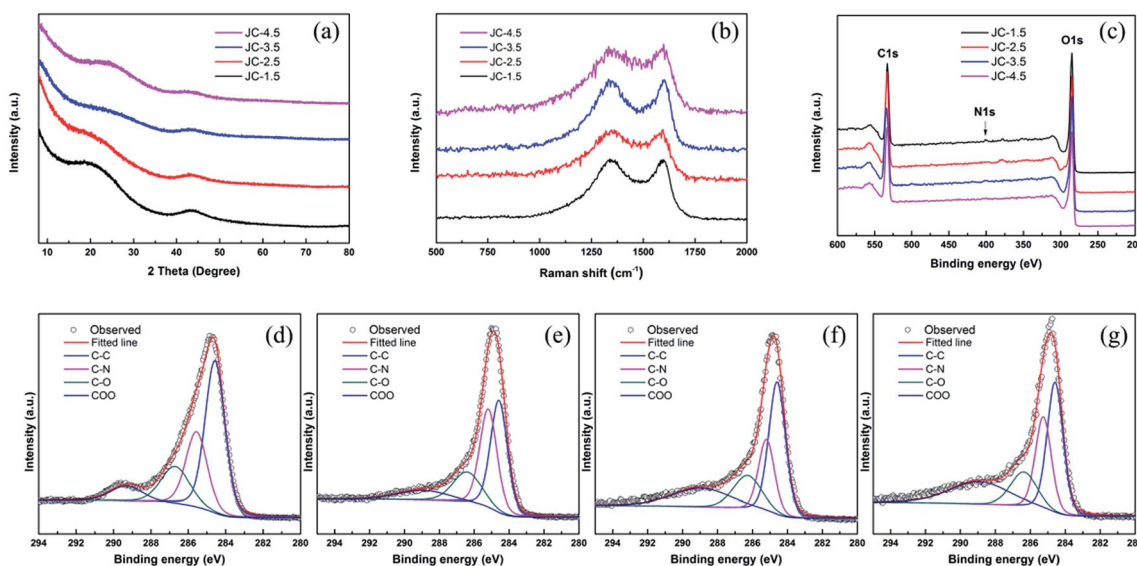 (a)
JC-4.5
JC-3.5
JC-2.5
JC-1.5
Intensity (a.u.)
10 20 30 40 50 60 70 80
2 Theta (Degree)
(b)
JC-4.5
JC-3.5
JC-2.5
JC-1.5
Intensity (a.u.)
500 750 1000 1250 1500 1750 2000
Raman shift (cm-1)
(c)
JC-1.5
JC-2.5
JC-3.5
JC-4.5
C1s
N1s
O1s
Intensity (a.u.)
600 550 500 450 400 350 300 250 200
Binding energy (eV)
(d)
Observed
Fitted line
C-C
C-N
C-O
COO
Intensity (a.u.)
294 292 290 288 286 284 282 280
Binding energy (eV)
(e)
Observed
Fitted line
C-C
C-N
C-O
COO
Intensity (a.u.)
294 292 290 288 286 284 282 280
Binding energy (eV)
(f)
Observed
Fitted line
C-C
C-N
C-O
COO
Intensity (a.u.)
294 292 290 288 286 284 282 280
Binding energy (eV)
(g)
Observed
Fitted line
C-C
C-N
C-O
COO
Intensity (a.u.)
294 292 290 288 286 284 282 280
Binding energy (eV)